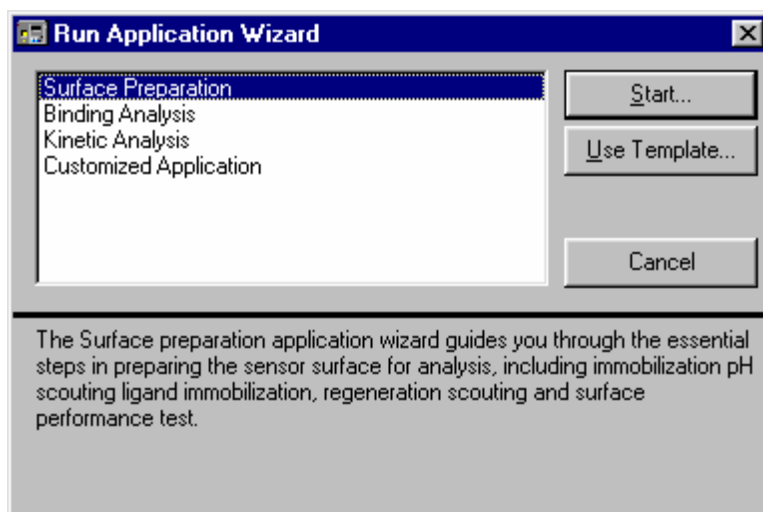 Run Application Wizard
Surface Preparation
Binding Analysis
Kinetic Analysis
Customized Application
Start...
Use Template...
Cancel
The Surface preparation application wizard guides you through the essential
steps in preparing the sensor surface for analysis, including immobilization pH
scouting ligand immobilization, regeneration scouting and surface
performance test.